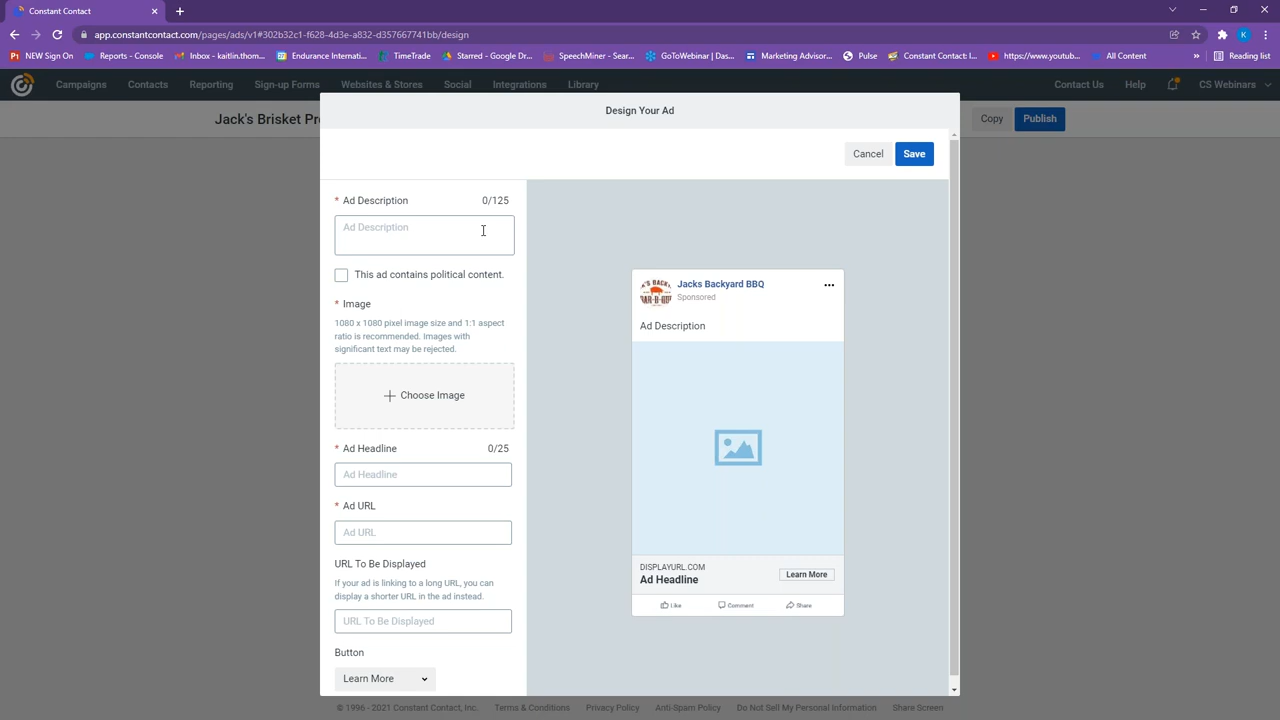 Constant Contact
app.constantcontact.com/pages/ads/v1#302b32c1-f628-4d3e-a832-d357667741bb/design
K
NEW Sign On
Reports - Console
Inbox - kaitlin.thom...
Endurance Internati...
TimeTrade
Starred - Google Dr...
SpeechMiner - Sear...
GoToWebinar | Das...
Marketing Advisor...
Pulse
Constant Contact: I...
https://www.youtub...
All Content
Reading list
Campaigns
Contacts
Reporting
Sign-up Forms
Websites & Stores
Social
Integrations
Library
Contact Us
Help
CS Webinars
Jack's Brisket Pr
Copy
Publish
Design Your Ad
Cancel
Save
* Ad Description 0/125
Ad Description
This ad contains political content.
* Image
1080 x 1080 pixel image size and 1:1 aspect
ratio is recommended. Images with
significant text may be rejected.
Choose Image
* Ad Headline 0/25
Ad Headline
* Ad URL
Ad URL
URL To Be Displayed
If your ad is linking to a long URL, you can
display a shorter URL in the ad instead.
URL To Be Displayed
Button
Learn More
Jacks Backyard BBQ
Sponsored
Ad Description
DISPLAYURL.COM
Ad Headline
Learn More
Like
Comment
Share
© 1996 - 2021 Constant Contact, Inc.
Terms & Conditions
Privacy Policy
Anti-Spam Policy
Do Not Sell My Personal Information
Share Screen